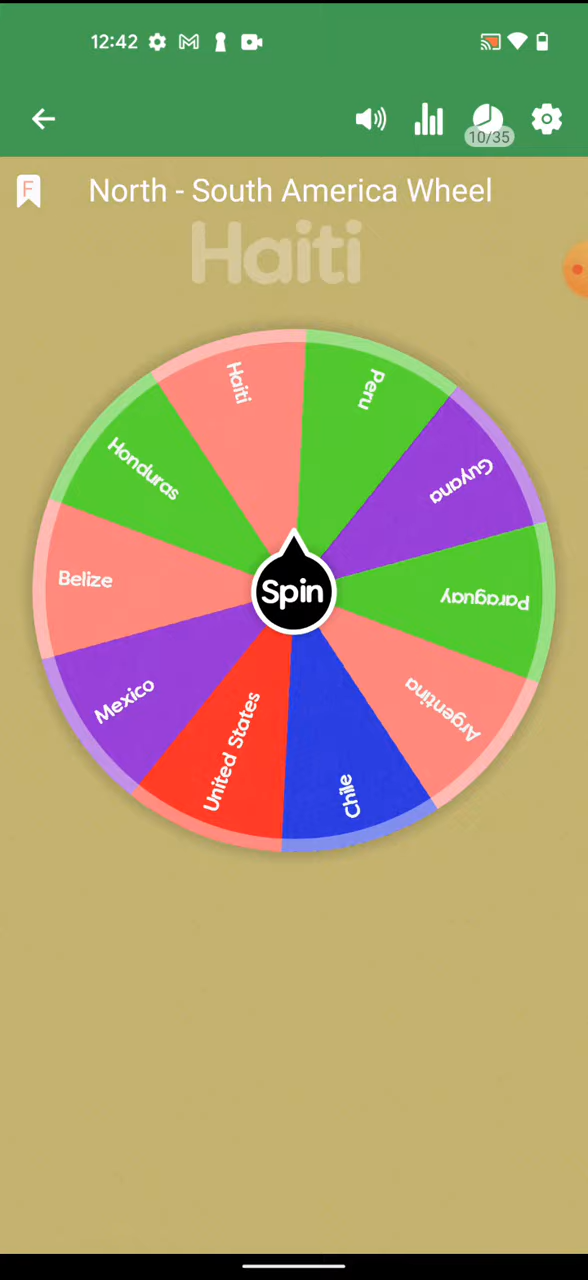 12:42
10/35
F
North - South America Wheel
Haiti
Haiti
Peru
Guyana
Paraguay
Argentina
Chile
United States
Mexico
Belize
Honduras
Spin